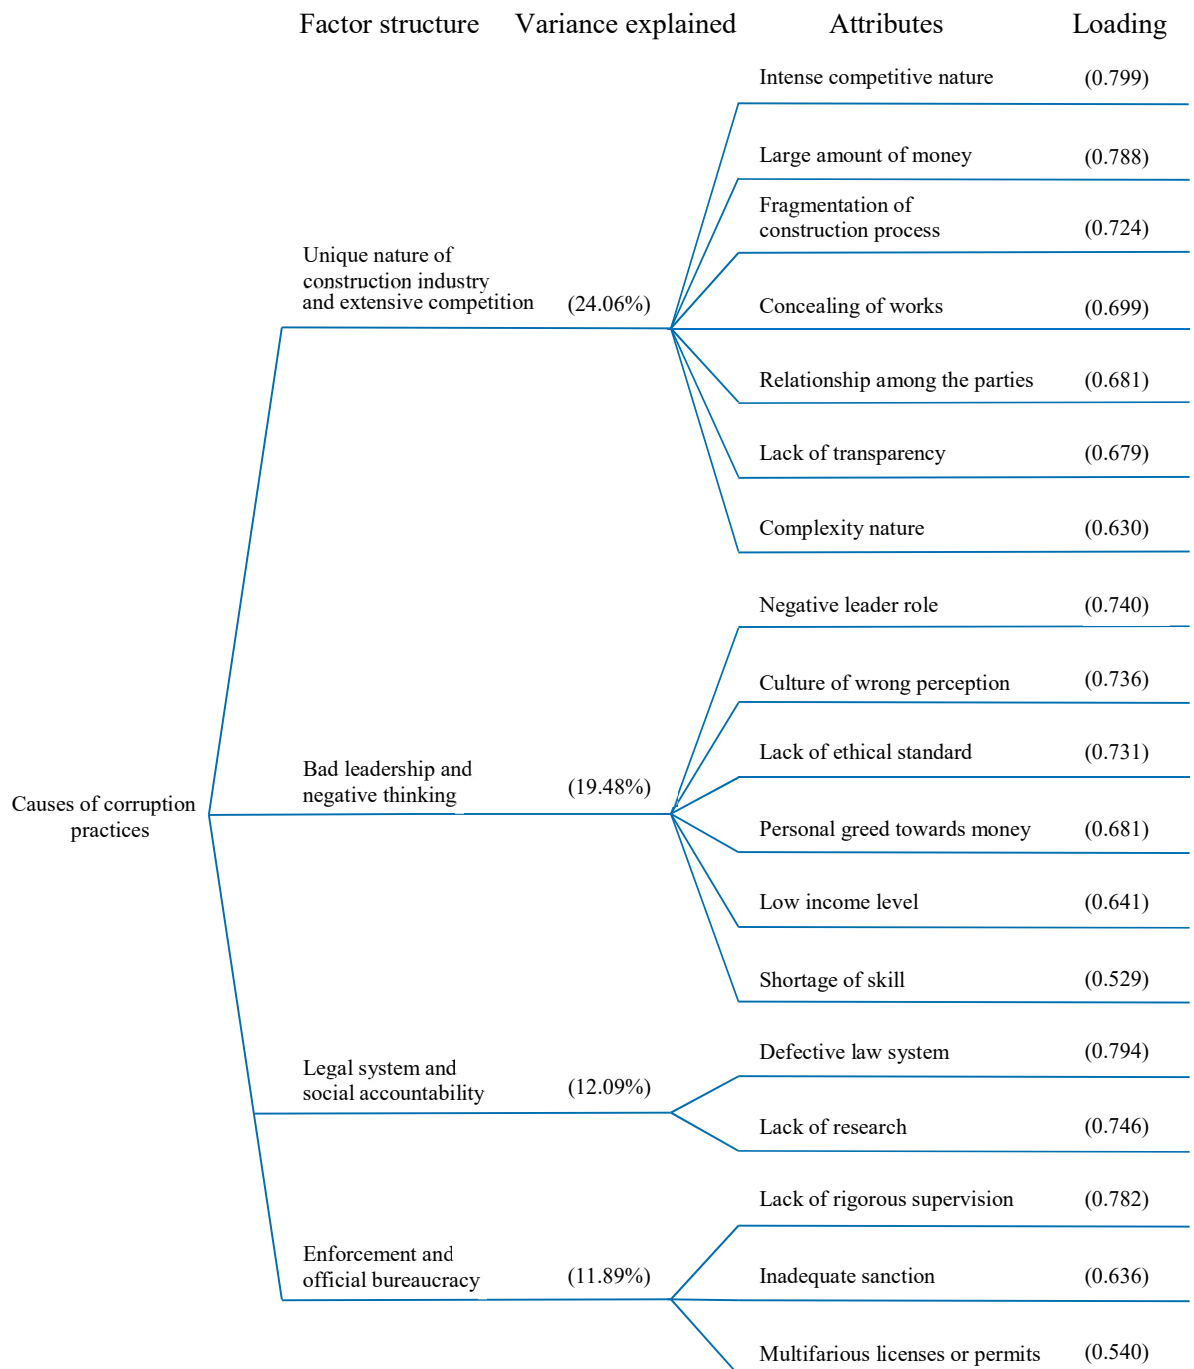 Factor structure Variance explained Attributes Loading
Intense competitive nature (0.799)
Large amount of money (0.788)
Fragmentation of
construction process (0.724)
Unique nature of
construction industry
and extensive competition (24.06%)
Concealing of works (0.699)
Relationship among the parties (0.681)
Lack of transparency (0.679)
Complexity nature (0.630)
Negative leader role (0.740)
Culture of wrong perception (0.736)
Lack of ethical standard (0.731)
Bad leadership and
negative thinking (19.48%)
Causes of corruption
practices
Personal greed towards money (0.681)
Low income level (0.641)
Shortage of skill (0.529)
Defective law system (0.794)
Legal system and
social accountability (12.09%)
Lack of research (0.746)
Lack of rigorous supervision (0.782)
Enforcement and
official bureaucracy (11.89%)
Inadequate sanction (0.636)
Multifarious licenses or permits (0.540)